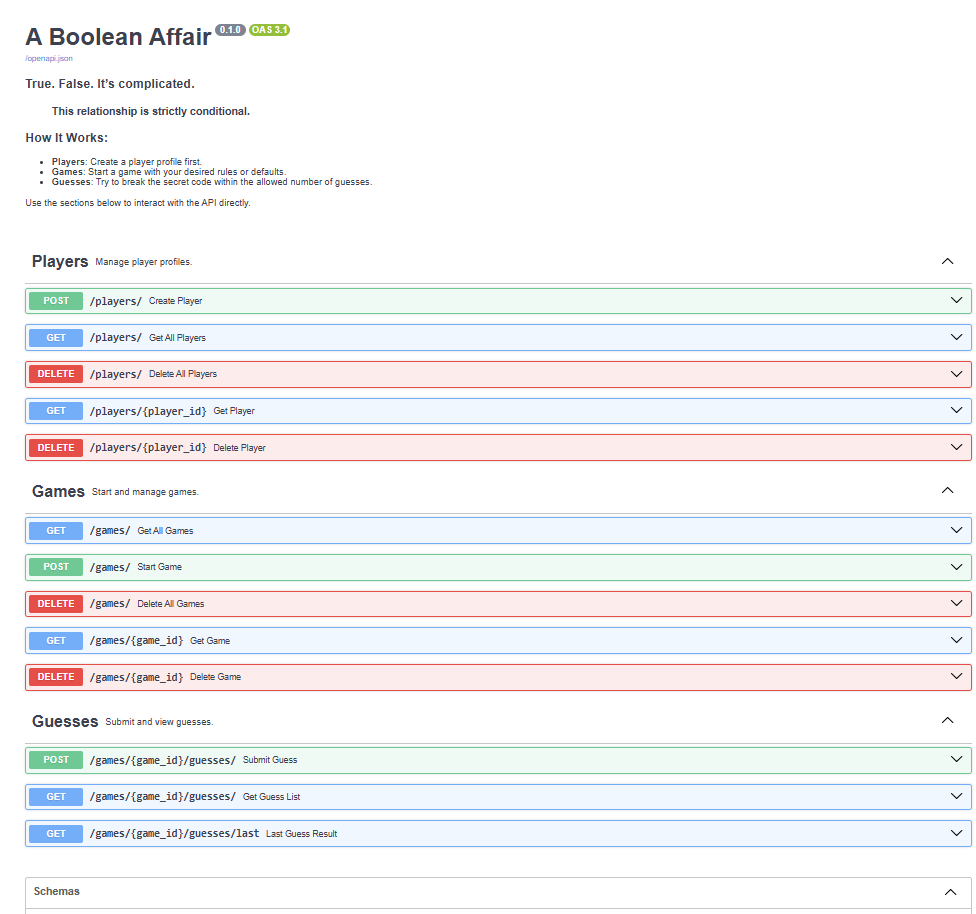 A Boolean Affair 0.1.0 OAS 3.1
/openapi.json
True. False. It's complicated.
This relationship is strictly conditional.
How It Works:
Players: Create a player profile first.
Games: Start a game with your desired rules or defaults.
Guesses: Try to break the secret code within the allowed number of guesses.
Use the sections below to interact with the API directly.
Players Manage player profiles.
POST /players/ Create Player
GET /players/ Get All Players
DELETE /players/ Delete All Players
GET /players/{player_id} Get Player
DELETE /players/{player_id} Delete Player
Games Start and manage games.
GET /games/ Get All Games
POST /games/ Start Game
DELETE /games/ Delete All Games
GET /games/{game_id} Get Game
DELETE /games/{game_id} Delete Game
Guesses Submit and view guesses.
POST /games/{game_id}/guesses/ Submit Guess
GET /games/{game_id}/guesses/ Get Guess List
GET /games/{game_id}/guesses/last Last Guess Result
Schemas